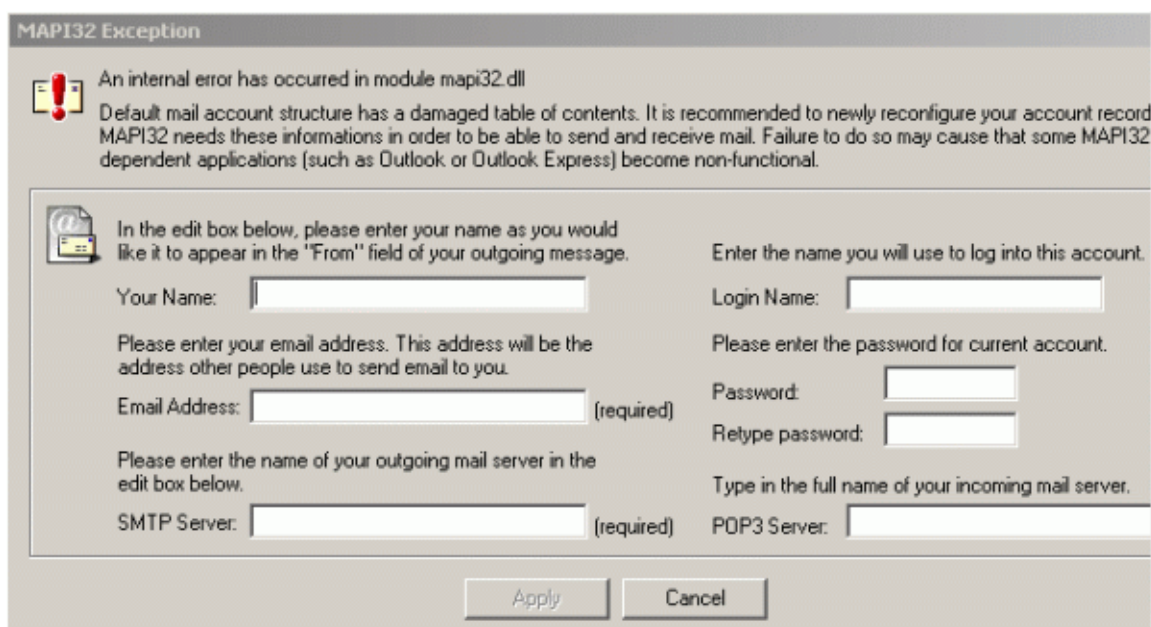 MAPI32 Exception
An internal error has occurred in module mapi32.dll
Default mail account structure has a damaged table of contents. It is recommended to newly reconfigure your account record
MAPI32 needs these informations in order to be able to send and receive mail. Failure to do so may cause that some MAPI32
dependent applications (such as Outlook or Outlook Express) become non-functional.
In the edit box below, please enter your name as you would
like it to appear in the "From" field of your outgoing message.
Your Name:
Please enter your email address. This address will be the
address other people use to send email to you.
Email Address:
(required)
Please enter the name of your outgoing mail server in the
edit box below.
SMTP Server:
(required)
Enter the name you will use to log into this account.
Login Name:
Please enter the password for current account.
Password:
Retype password:
Type in the full name of your incoming mail server.
POP3 Server:
Apply
Cancel